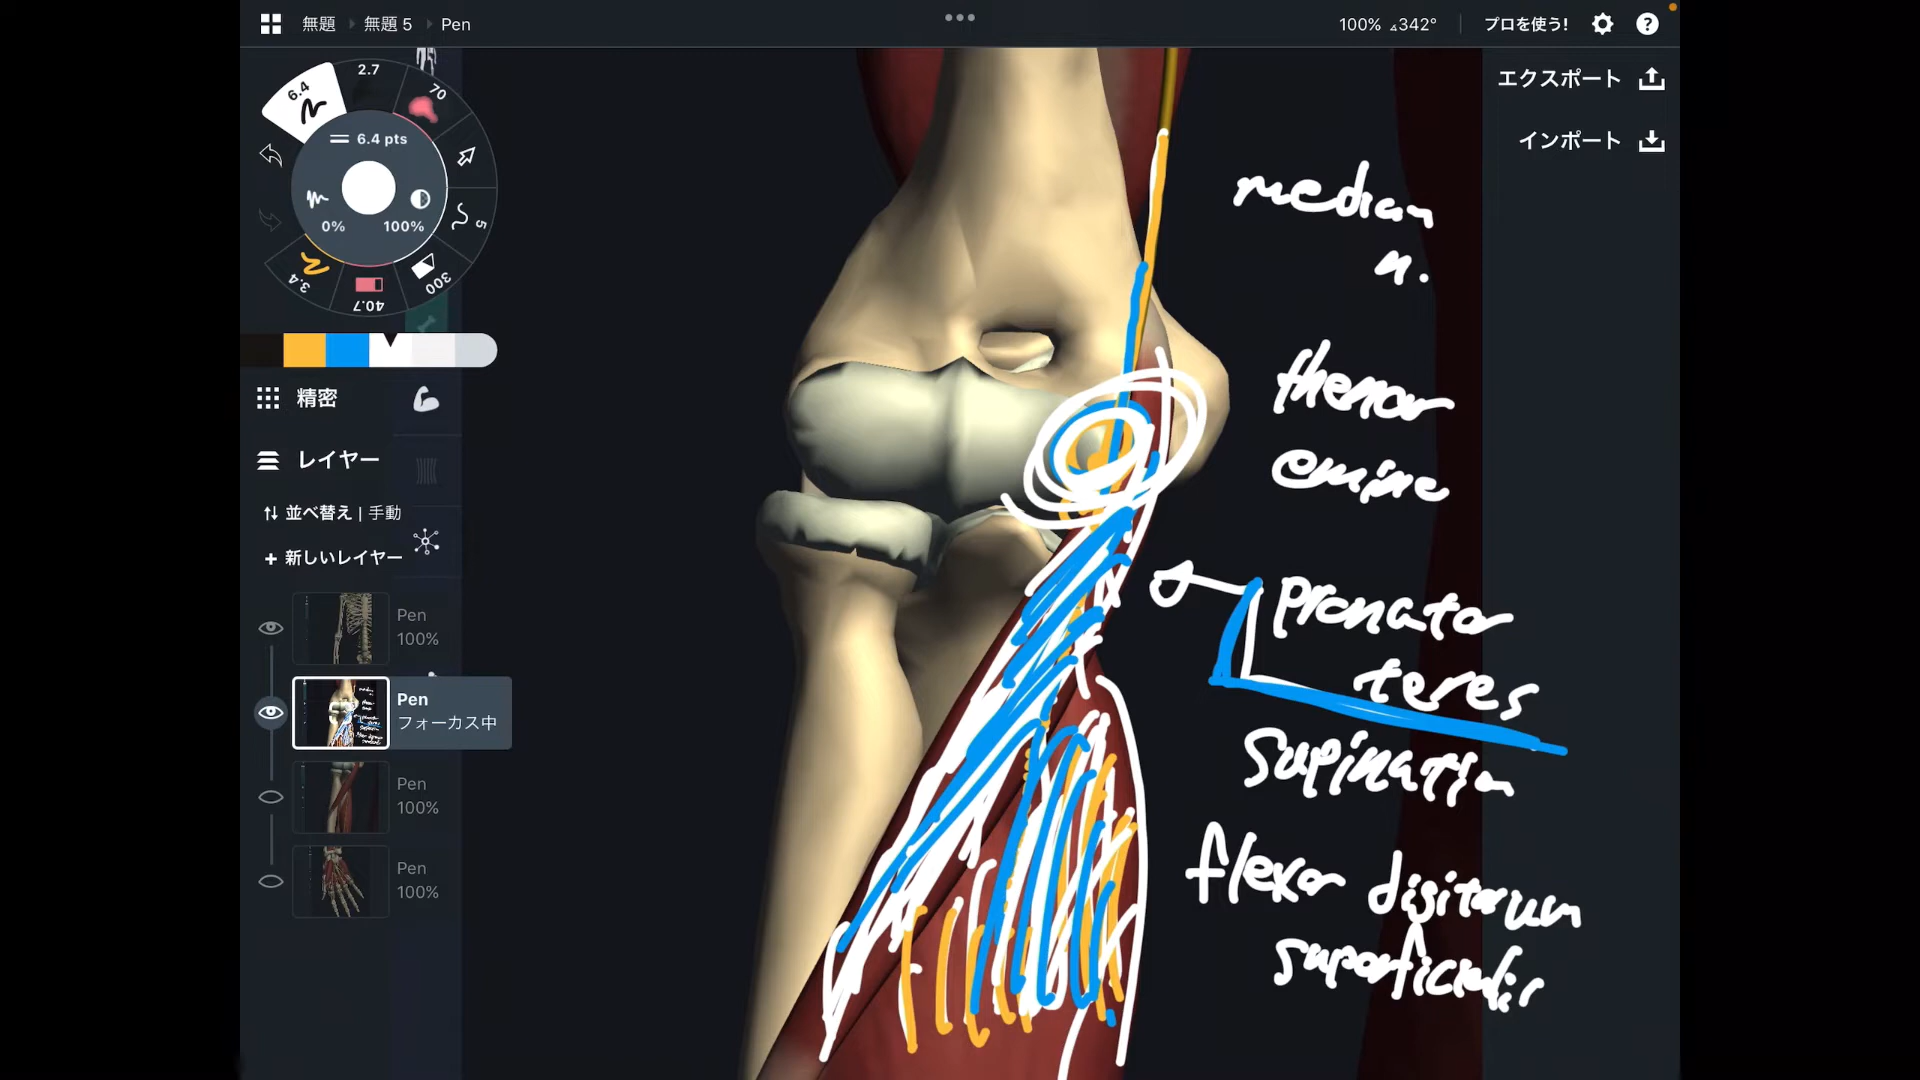 無題 無題 5 Pen
100% ⊿342° プロを使う!
エクスポート
インポート
6.4
2.7
70
5
300
40.7
3.4
6.4 pts
0% 100%
精密
レイヤー
並べ替え | 手動
+ 新しいレイヤー
Pen
100%
Pen
フォーカス中
Pen
100%
Pen
100%
median
n.
thenar
pronator
teres
supination
flexor digitorum
superficialis